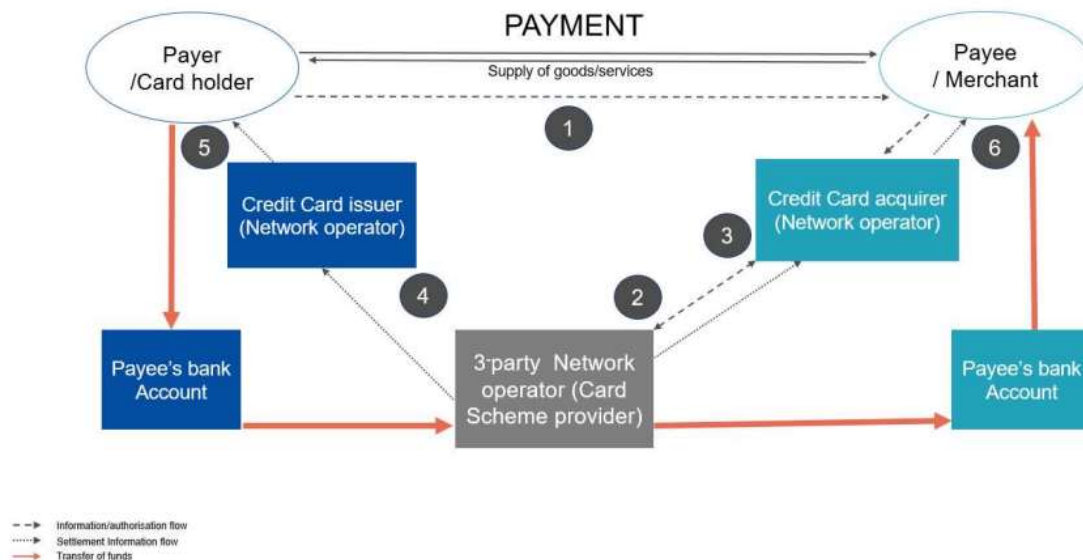 PAYMENT
Payer
/Card holder
Payee
/ Merchant
Supply of goods/services
1
5
6
Credit Card issuer
(Network operator)
Credit Card acquirer
(Network operator)
3
4
2
Payee's bank
Account
3-party Network
operator (Card
Scheme provider)
Payee's bank
Account
Information/authorisation flow
Settlement Information flow
Transfer of funds